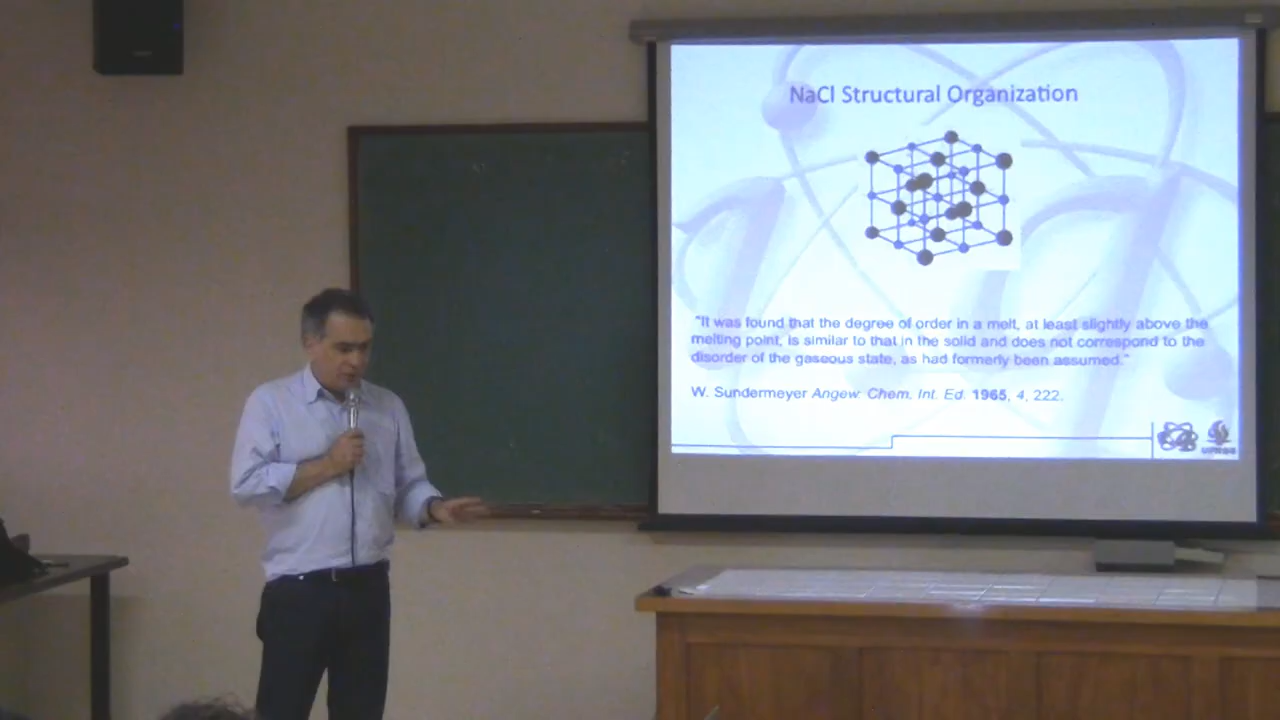 NaCl Structural Organization
"It was found that the degree of order in a melt, at least slightly above the
melting point, is similar to that in the solid and does not correspond to the
disorder of the gaseous state, as had formerly been assumed."
W. Sundermeyer Angew. Chem. Int. Ed. 1965, 4, 222.
UFRGS